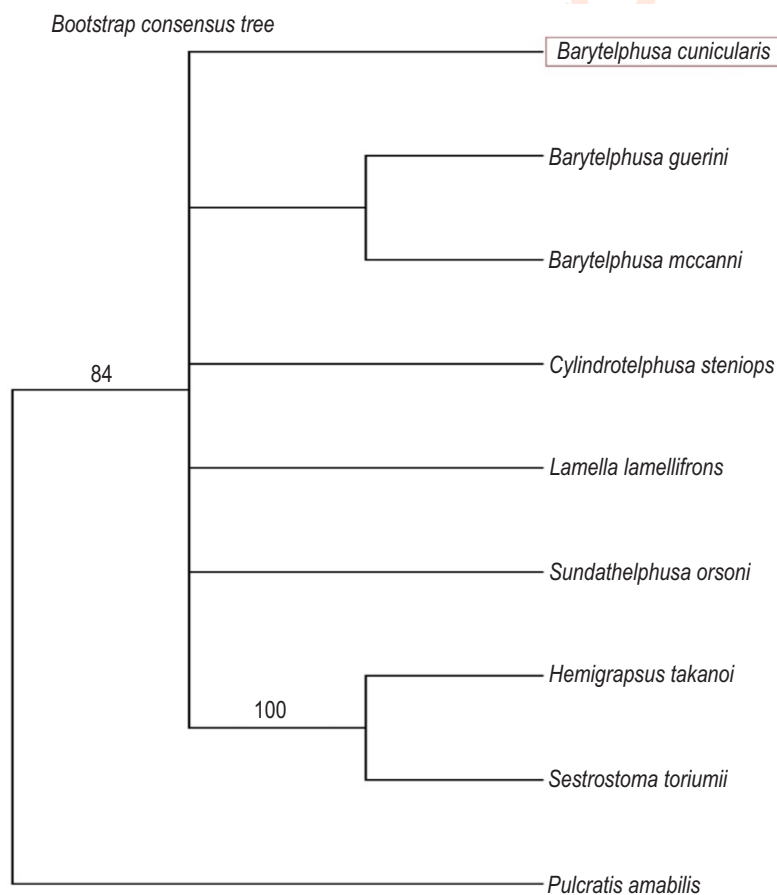 Bootstrap consensus tree
Barytelphusa cunicularis
Barytelphusa guerini
Barytelphusa mccanni
Cylindrotelphusa steniops
84
Lamella lamellifrons
Sundathelphusa orsoni
Hemigrapsus takanoi
100
Sestrostoma toriumii
Pulcratis amabilis